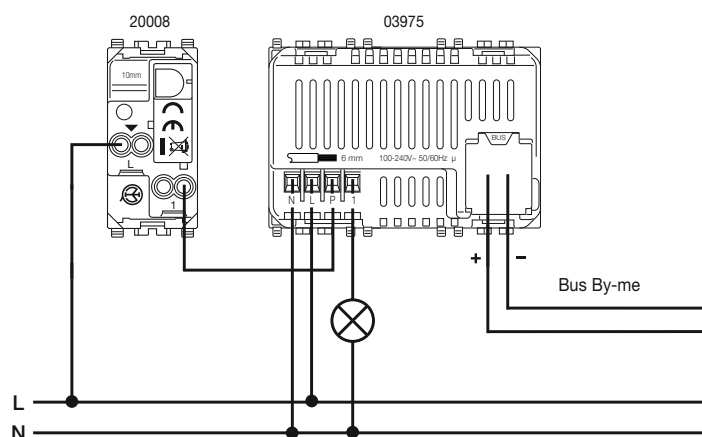 20008
03975
10mm
BUS
6 mm
100-240V~ 50/60Hz µ
L
N L P 1
1
+ −
Bus By-me
L
N